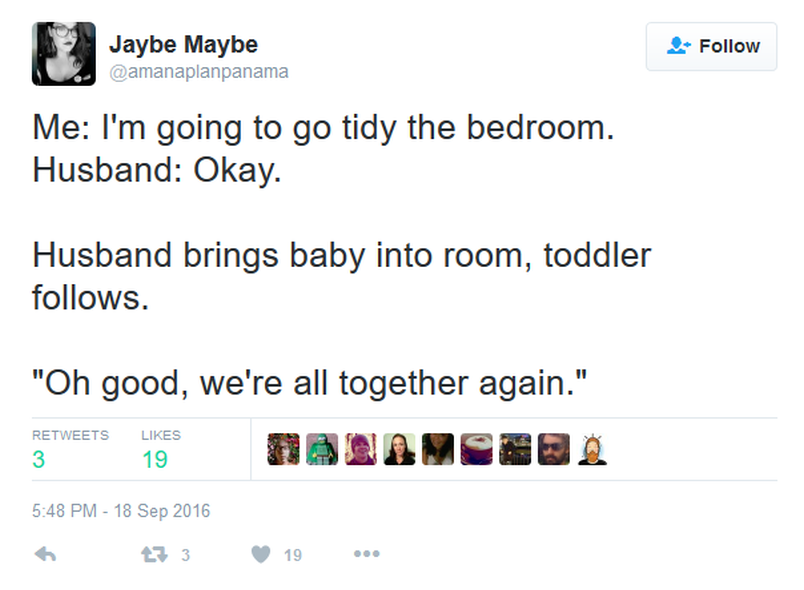 Jaybe Maybe
@amanaplanpanama
Follow
Me: I'm going to go tidy the bedroom.
Husband: Okay.
Husband brings baby into room, toddler
follows.
"Oh good, we're all together again."
RETWEETS LIKES
3 19
5:48 PM - 18 Sep 2016
3 19